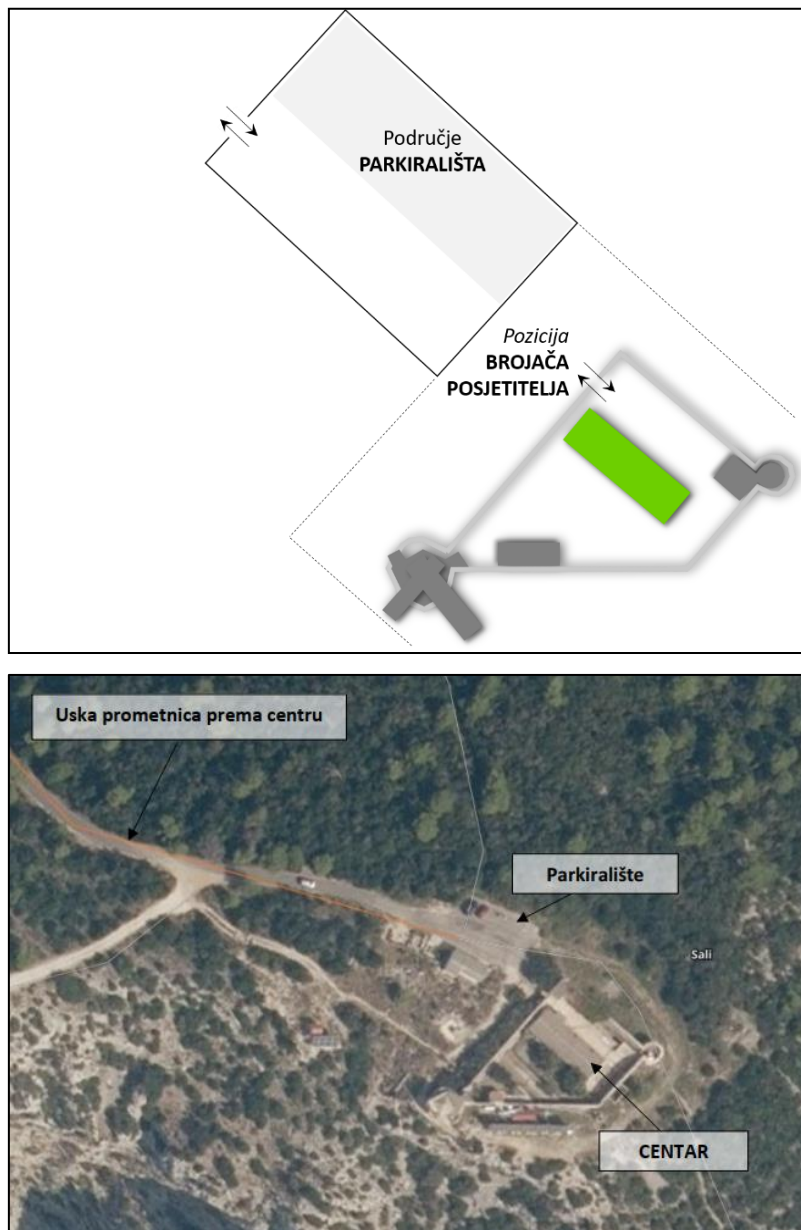 Područje
PARKIRALIŠTA
Pozicija
BROJAČA
POSJETITELJA
Uska prometnica prema centru
Parkiralište
Sali
CENTAR